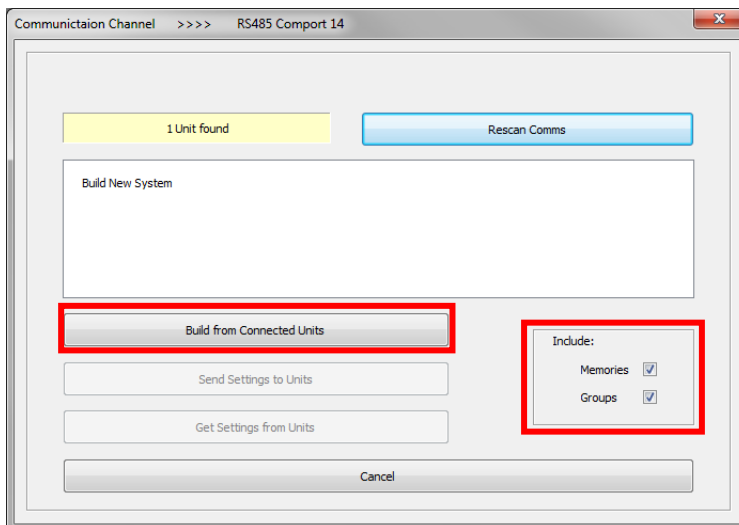 Communictaion Channel >>>> RS485 Comport 14
x
1 Unit found
Rescan Comms
Build New System
Build from Connected Units
Include:
Memories
Groups
Send Settings to Units
Get Settings from Units
Cancel